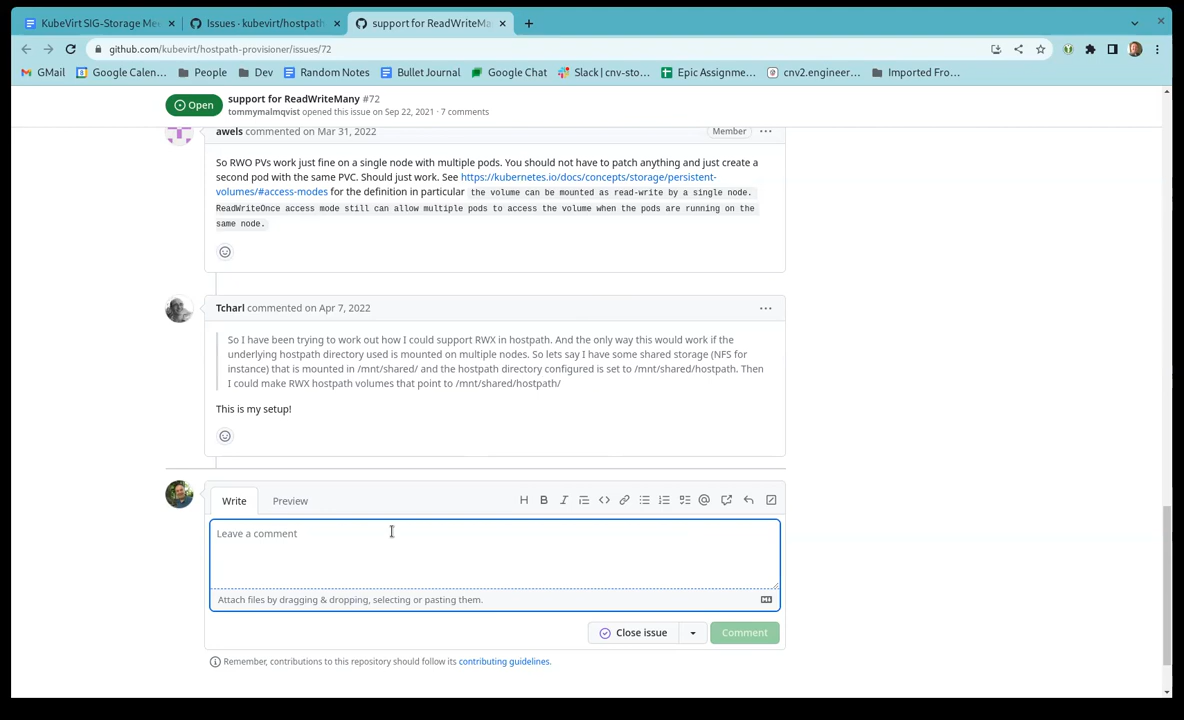 KubeVirt SIG-Storage Me
Issues · kubevirt/hostpath
support for ReadWriteMa
github.com/kubevirt/hostpath-provisioner/issues/72
GMail
Google Calen...
People
Dev
Random Notes
Bullet Journal
Google Chat
Slack | cnv-sto...
Epic Assignme...
cnv2.engineer...
Imported Fro...
Open
support for ReadWriteMany #72
tommymalmqvist opened this issue on Sep 22, 2021 · 7 comments
awels commented on Mar 31, 2022
Member
So RWO PVs work just fine on a single node with multiple pods. You should not have to patch anything and just create a
second pod with the same PVC. Should just work. See https://kubernetes.io/docs/concepts/storage/persistent-
volumes/#access-modes for the definition in particular the volume can be mounted as read-write by a single node.
ReadWriteOnce access mode still can allow multiple pods to access the volume when the pods are running on the
same node.
Tcharl commented on Apr 7, 2022
So I have been trying to work out how I could support RWX in hostpath. And the only way this would work if the
underlying hostpath directory used is mounted on multiple nodes. So lets say I have some shared storage (NFS for
instance) that is mounted in /mnt/shared/ and the hostpath directory configured is set to /mnt/shared/hostpath. Then
I could make RWX hostpath volumes that point to /mnt/shared/hostpath/
This is my setup!
Write
Preview
Leave a comment
Attach files by dragging & dropping, selecting or pasting them.
Close issue
Comment
Remember, contributions to this repository should follow its contributing guidelines.